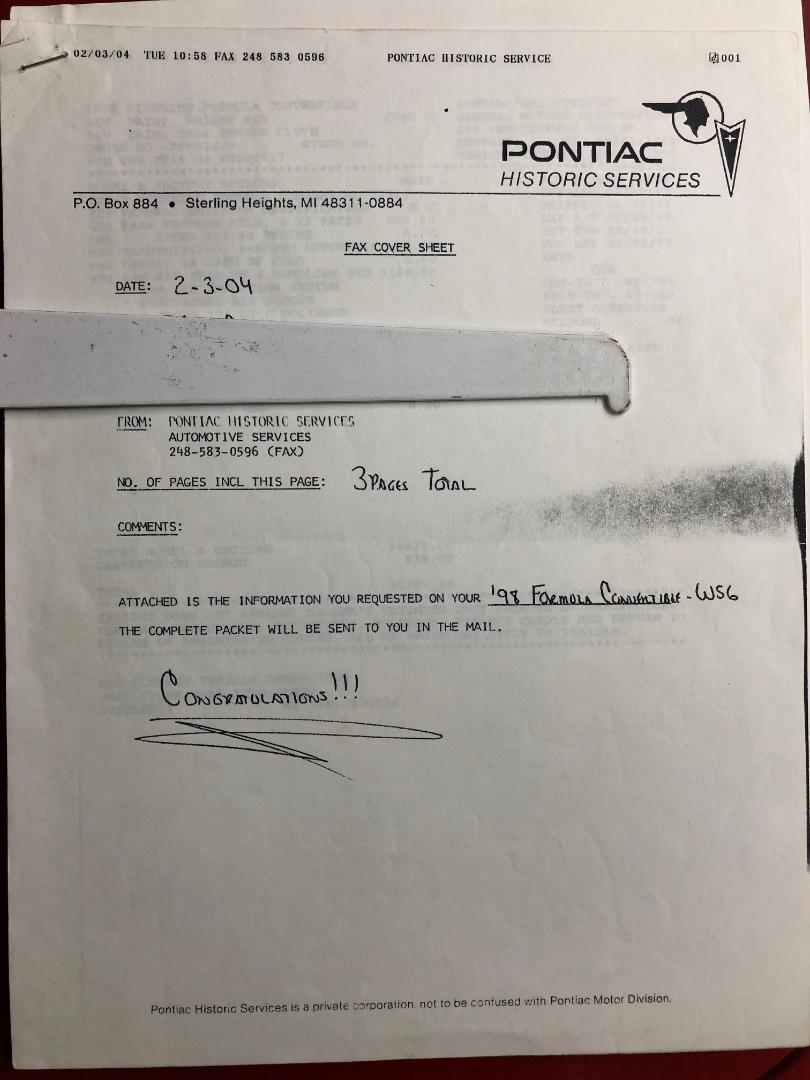 02/03/04 TUE 10:58 FAX 248 583 0596 PONTIAC HISTORIC SERVICE 001
PONTIAC
HISTORIC SERVICES
P.O. Box 884 • Sterling Heights, MI 48311-0884
FAX COVER SHEET
DATE: 2-3-04
FROM: PONTIAC HISTORIC SERVICES
AUTOMOTIVE SERVICES
248-583-0596 (FAX)
NO. OF PAGES INCL THIS PAGE: 3 PAGES TOTAL
COMMENTS:
ATTACHED IS THE INFORMATION YOU REQUESTED ON YOUR '98 FORMULA CONVERTIBLE - WS6
THE COMPLETE PACKET WILL BE SENT TO YOU IN THE MAIL.
CONGRATULATIONS!!!
Pontiac Historic Services is a private corporation. not to be confused with Pontiac Motor Division.